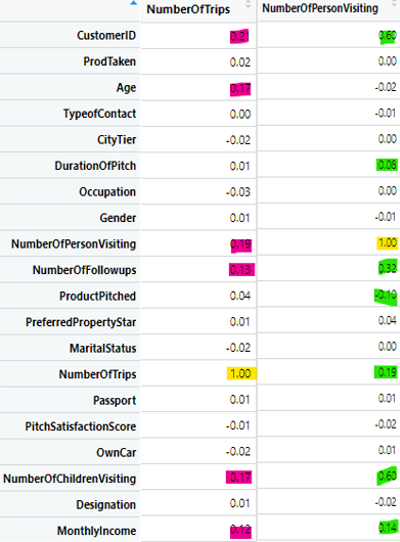 NumberOfTrips NumberOfPersonVisiting
CustomerID 0.21 0.60
ProdTaken 0.02 0.00
Age 0.17 -0.02
TypeofContact 0.00 -0.01
CityTier -0.02 0.00
DurationOfPitch 0.01 0.08
Occupation -0.03 0.00
Gender 0.01 -0.01
NumberOfPersonVisiting 0.19 1.00
NumberOfFollowups 0.13 0.32
ProductPitched 0.04 -0.10
PreferredPropertyStar 0.01 0.04
MaritalStatus -0.02 0.00
NumberOfTrips 1.00 0.19
Passport 0.01 0.01
PitchSatisfactionScore -0.01 -0.02
OwnCar -0.02 0.01
NumberOfChildrenVisiting 0.17 0.60
Designation 0.01 -0.02
MonthlyIncome 0.12 0.14